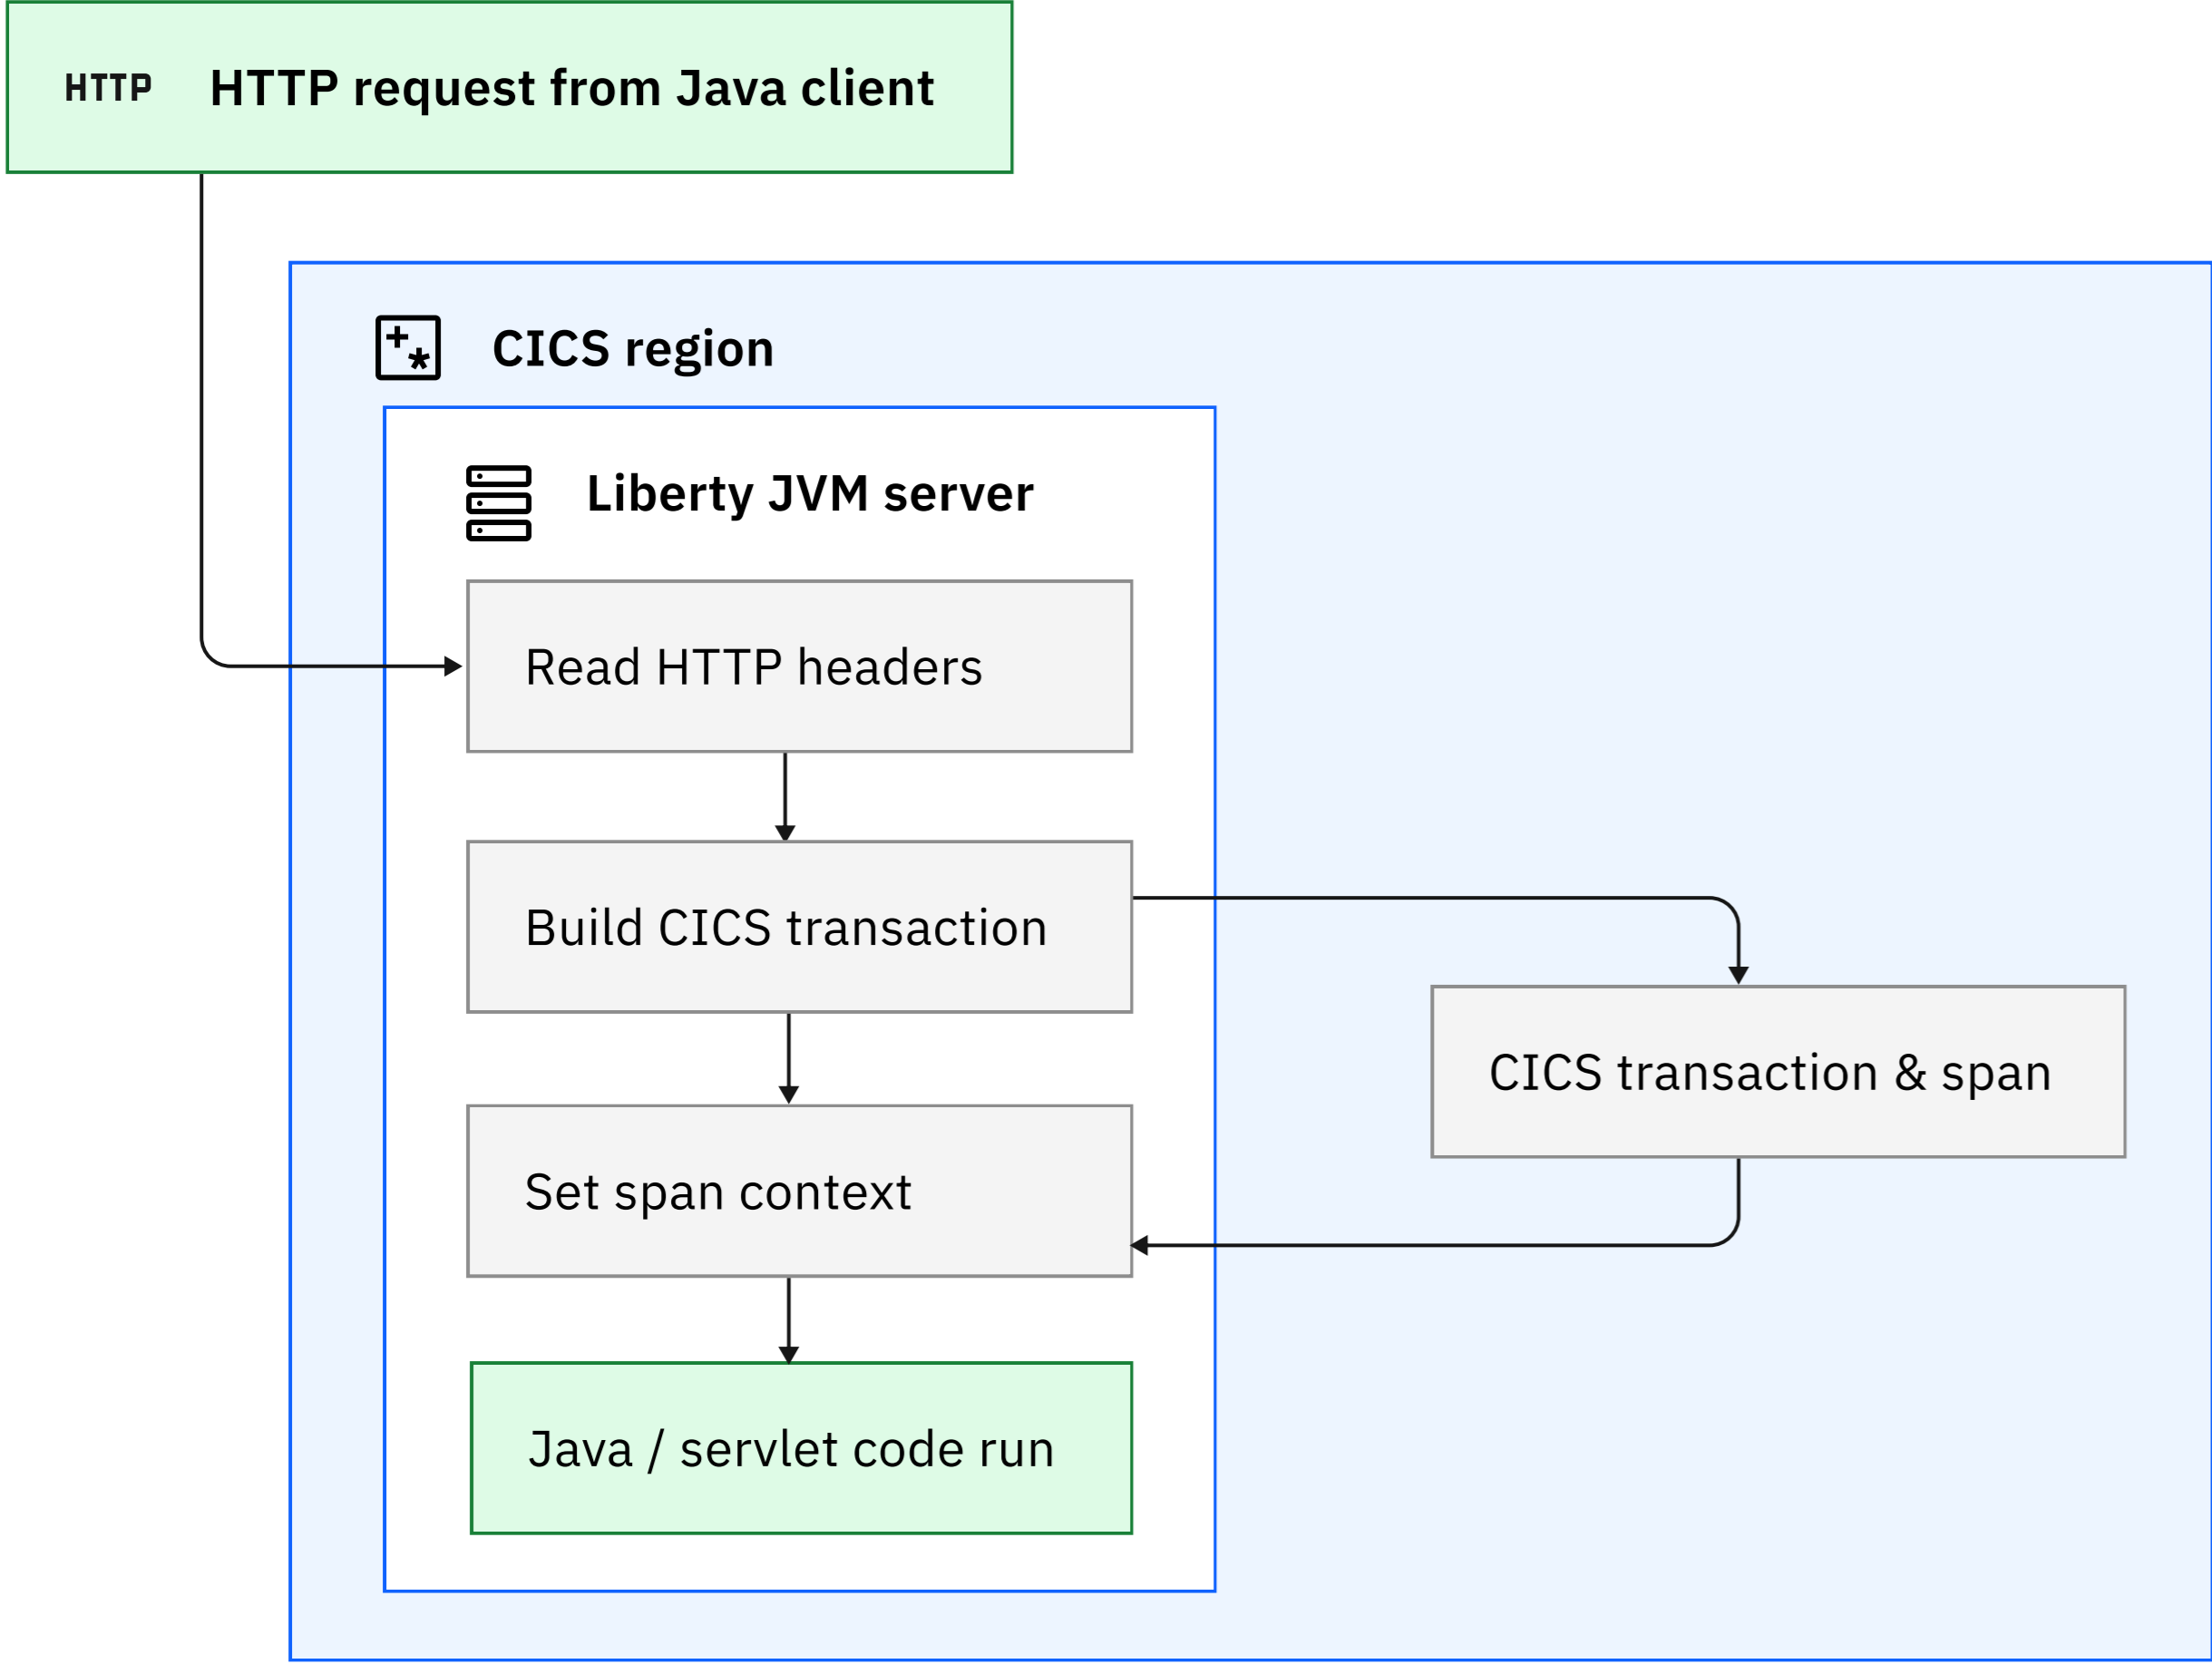 HTTP HTTP request from Java client
CICS region
Liberty JVM server
Read HTTP headers
Build CICS transaction
CICS transaction & span
Set span context
Java / servlet code run